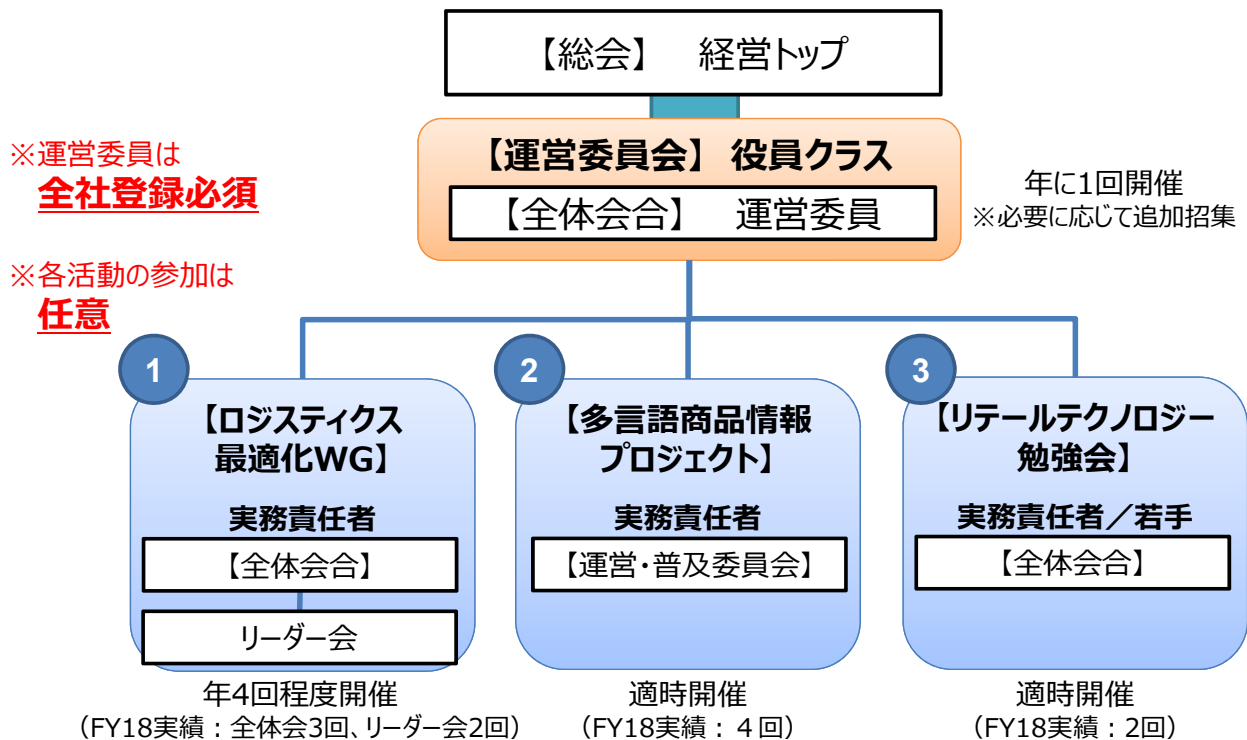 【総会】　経営トップ
※運営委員は
全社登録必須
【運営委員会】 役員クラス
【全体会合】　運営委員
年に1回開催
※必要に応じて追加招集
※各活動の参加は
任意
1
【ロジスティクス
最適化WG】
実務責任者
【全体会合】
リーダー会
年4回程度開催
（FY18実績：全体会3回、リーダー会2回）
2
【多言語商品情報
プロジェクト】
実務責任者
【運営・普及委員会】
適時開催
（FY18実績：４回）
3
【リテールテクノロジー
勉強会】
実務責任者／若手
【全体会合】
適時開催
（FY18実績：2回）